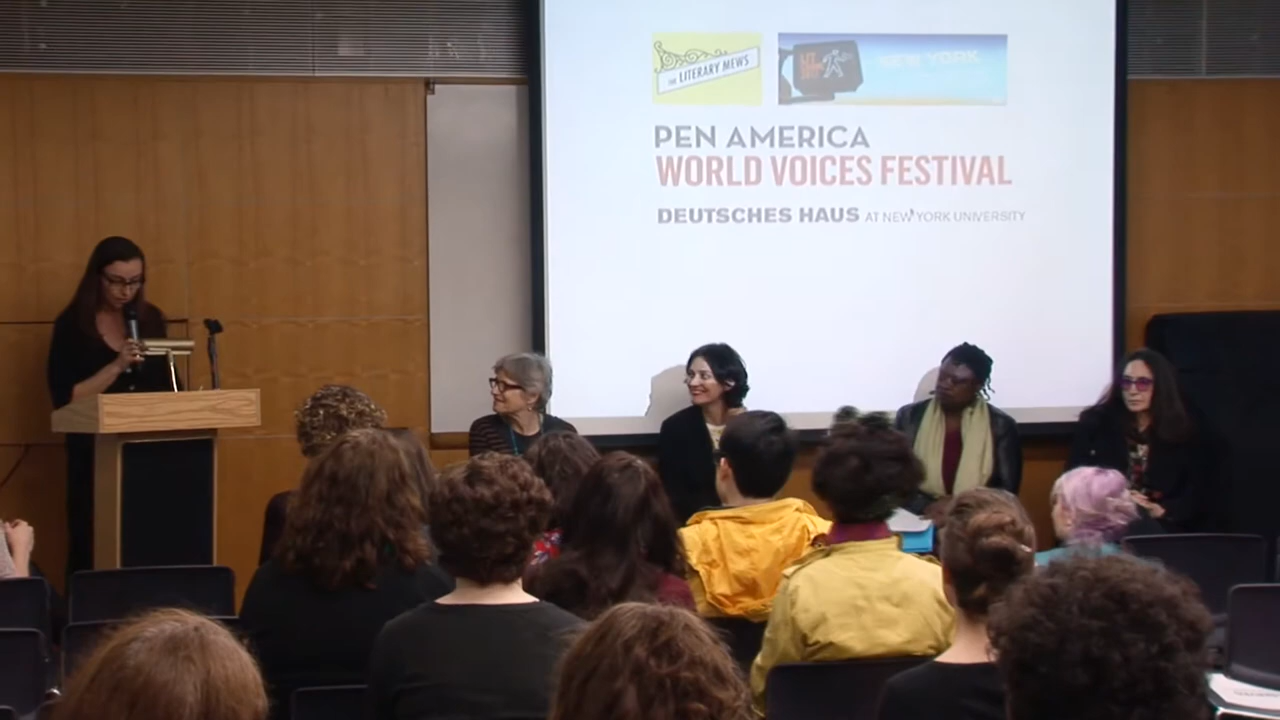 THE LITERARY MEWS
NEW YORK
PEN AMERICA
WORLD VOICES FESTIVAL
DEUTSCHES HAUS AT NEW YORK UNIVERSITY